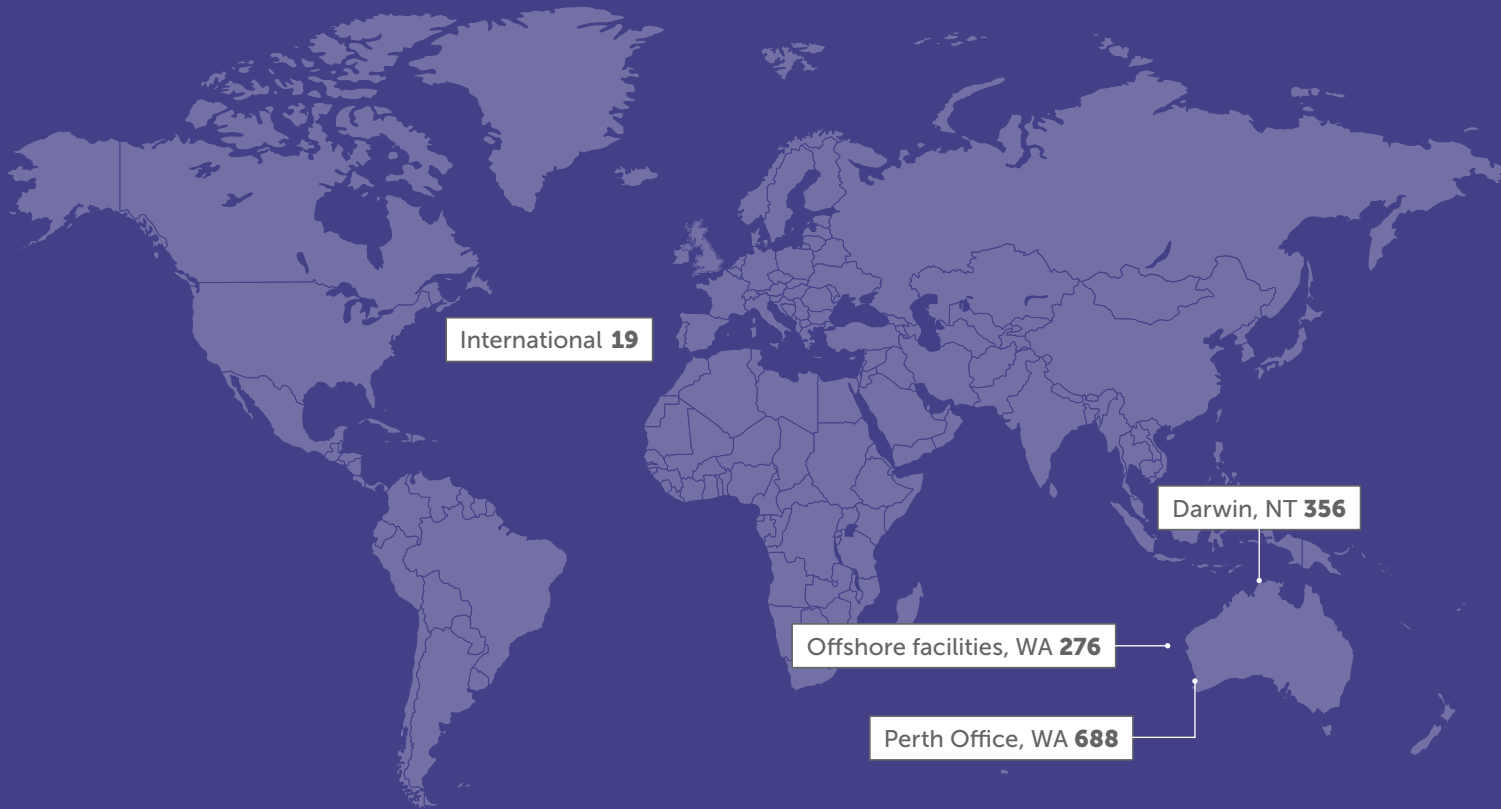 International 19
Darwin, NT 356
Offshore facilities, WA 276
Perth Office, WA 688